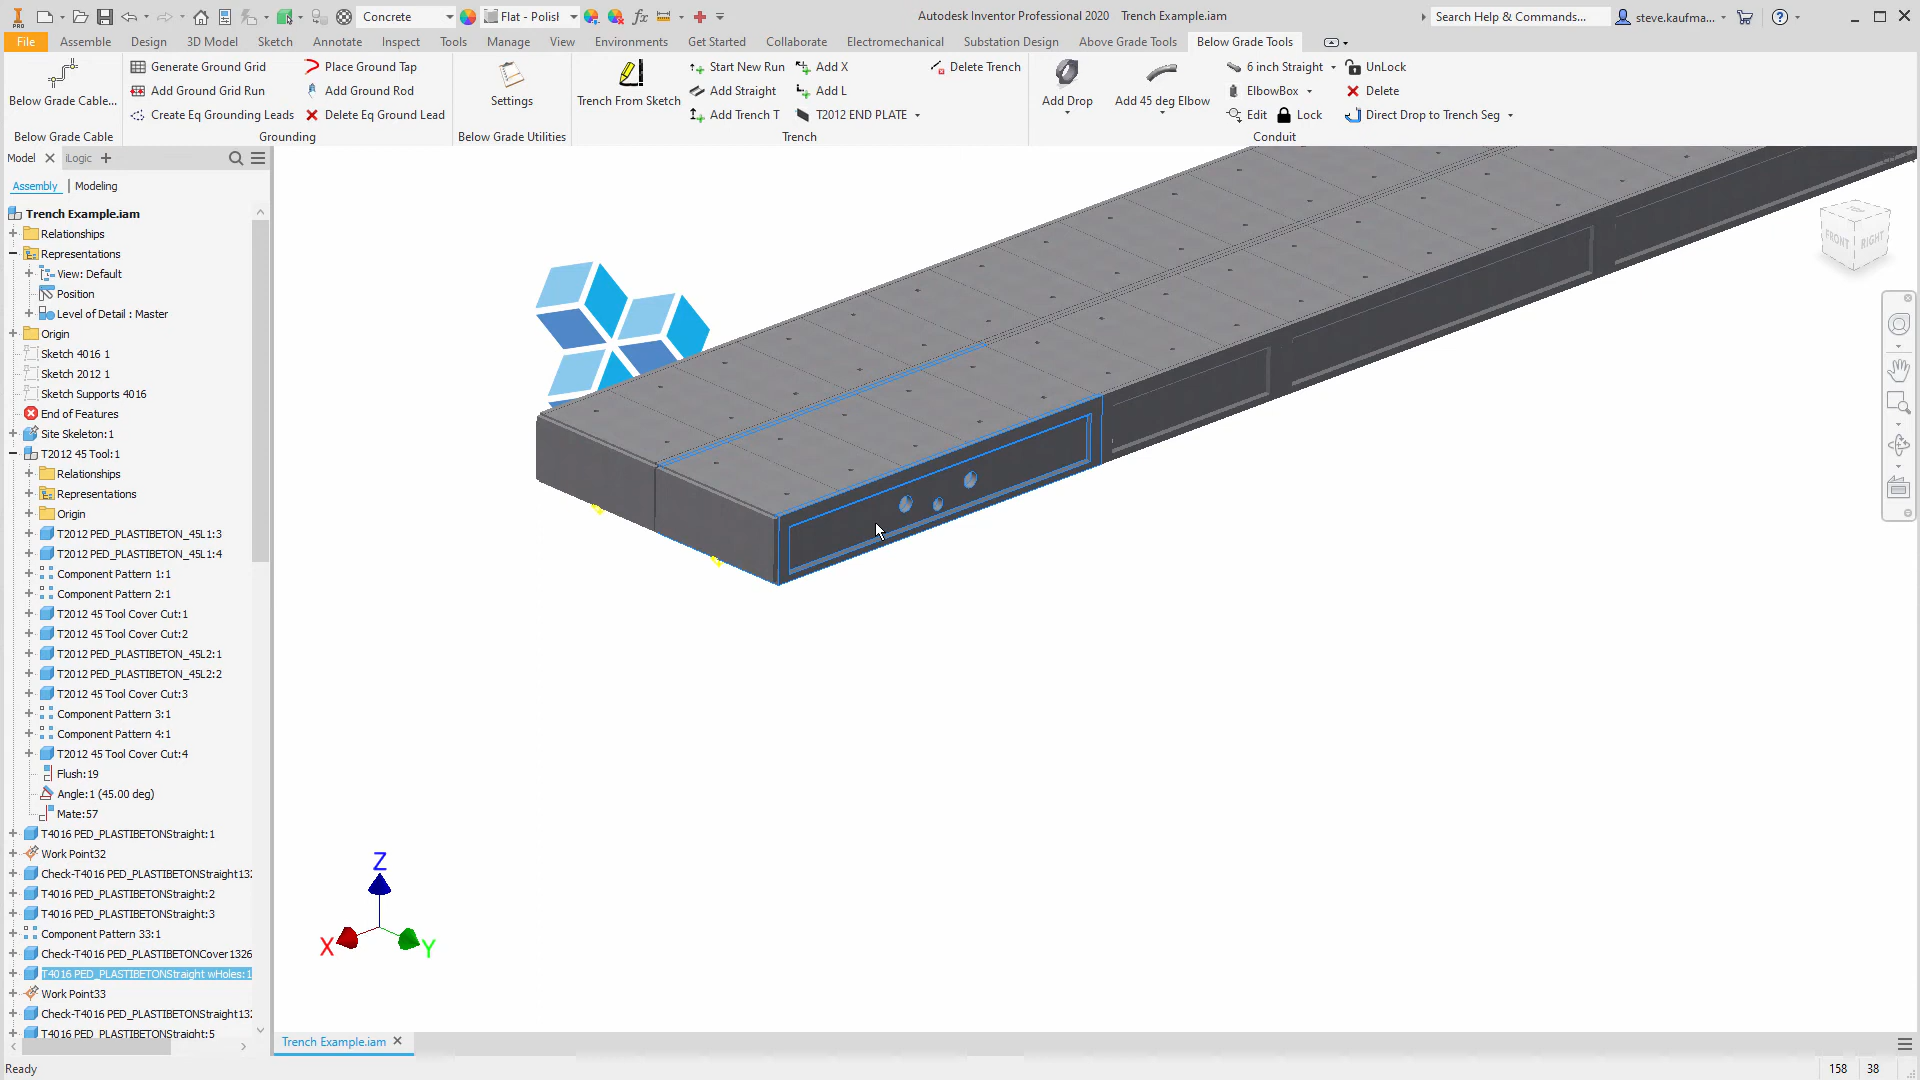 PRO
Concrete
Flat - Polish
fx
Autodesk Inventor Professional 2020 Trench Example.iam
Search Help & Commands...
steve.kaufma...
File Assemble Design 3D Model Sketch Annotate Inspect Tools Manage View Environments Get Started Collaborate Electromechanical Substation Design Above Grade Tools Below Grade Tools
Below Grade Cable...
Below Grade Cable
Generate Ground Grid
Add Ground Grid Run
Create Eq Grounding Leads
Place Ground Tap
Add Ground Rod
Delete Eq Ground Lead
Grounding
Settings
Below Grade Utilities
Trench From Sketch
Start New Run
Add Straight
Add Trench T
Add X
Add L
T2012 END PLATE
Delete Trench
Trench
Add Drop
Add 45 deg Elbow
6 inch Straight
ElbowBox
Edit
Lock
UnLock
Delete
Direct Drop to Trench Seg
Conduit
Model
iLogic
Assembly | Modeling
Trench Example.iam
Relationships
Representations
View: Default
Position
Level of Detail : Master
Origin
Sketch 4016 1
Sketch 2012 1
Sketch Supports 4016
End of Features
Site Skeleton:1
T2012 45 Tool:1
Relationships
Representations
Origin
T2012 PED_PLASTIBETON_45L1:3
T2012 PED_PLASTIBETON_45L1:4
Component Pattern 1:1
Component Pattern 2:1
T2012 45 Tool Cover Cut:1
T2012 45 Tool Cover Cut:2
T2012 PED_PLASTIBETON_45L2:1
T2012 PED_PLASTIBETON_45L2:2
T2012 45 Tool Cover Cut:3
Component Pattern 3:1
Component Pattern 4:1
T2012 45 Tool Cover Cut:4
Flush:19
Angle:1 (45.00 deg)
Mate:57
T4016 PED_PLASTIBETONStraight:1
Work Point32
Check-T4016 PED_PLASTIBETONStraight132
T4016 PED_PLASTIBETONStraight:2
T4016 PED_PLASTIBETONStraight:3
Component Pattern 33:1
Check-T4016 PED_PLASTIBETONCover1326
T4016 PED_PLASTIBETONStraight wHoles:1
Work Point33
Check-T4016 PED_PLASTIBETONStraight132
T4016 PED_PLASTIBETONStraight:5
FRONT
RIGHT
Z
X
Y
Trench Example.iam
Ready
158
38